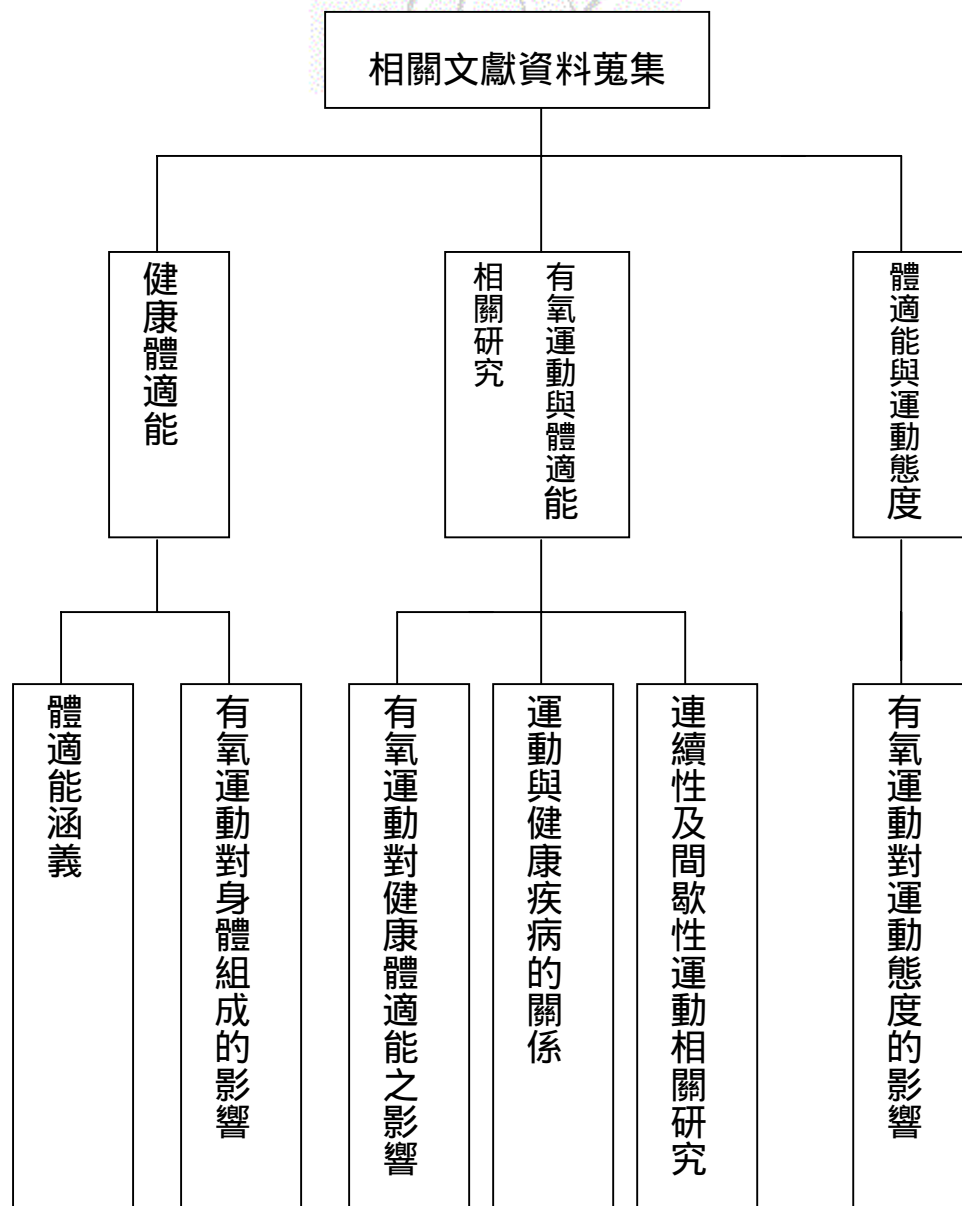 相關文獻資料蒐集
健康體適能
有氧運動與體適能
相關研究
體適能與運動態度
體適能涵義
有氧運動對身體組成的影響
有氧運動對健康體適能之影響
運動與健康疾病的關係
連續性及間歇性運動相關研究
有氧運動對運動態度的影響